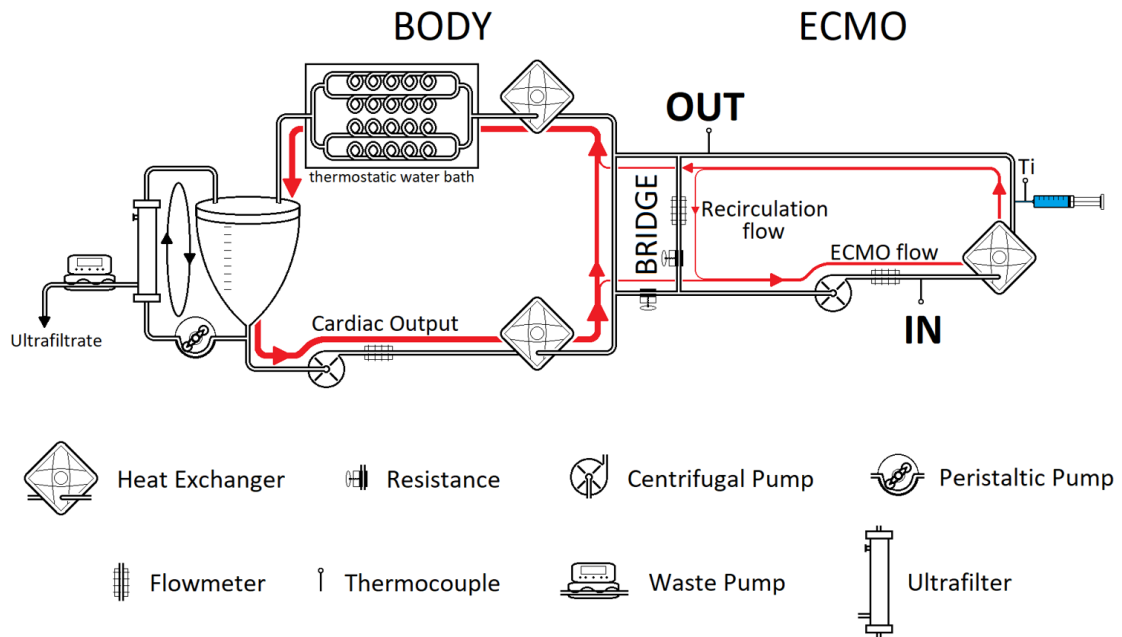 BODY
ECMO
OUT
thermostatic water bath
Ti
BRIDGE
Recirculation
flow
ECMO flow
IN
Cardiac Output
Ultrafiltrate
Heat Exchanger
Resistance
Centrifugal Pump
Peristaltic Pump
Flowmeter
Thermocouple
Waste Pump
Ultrafilter